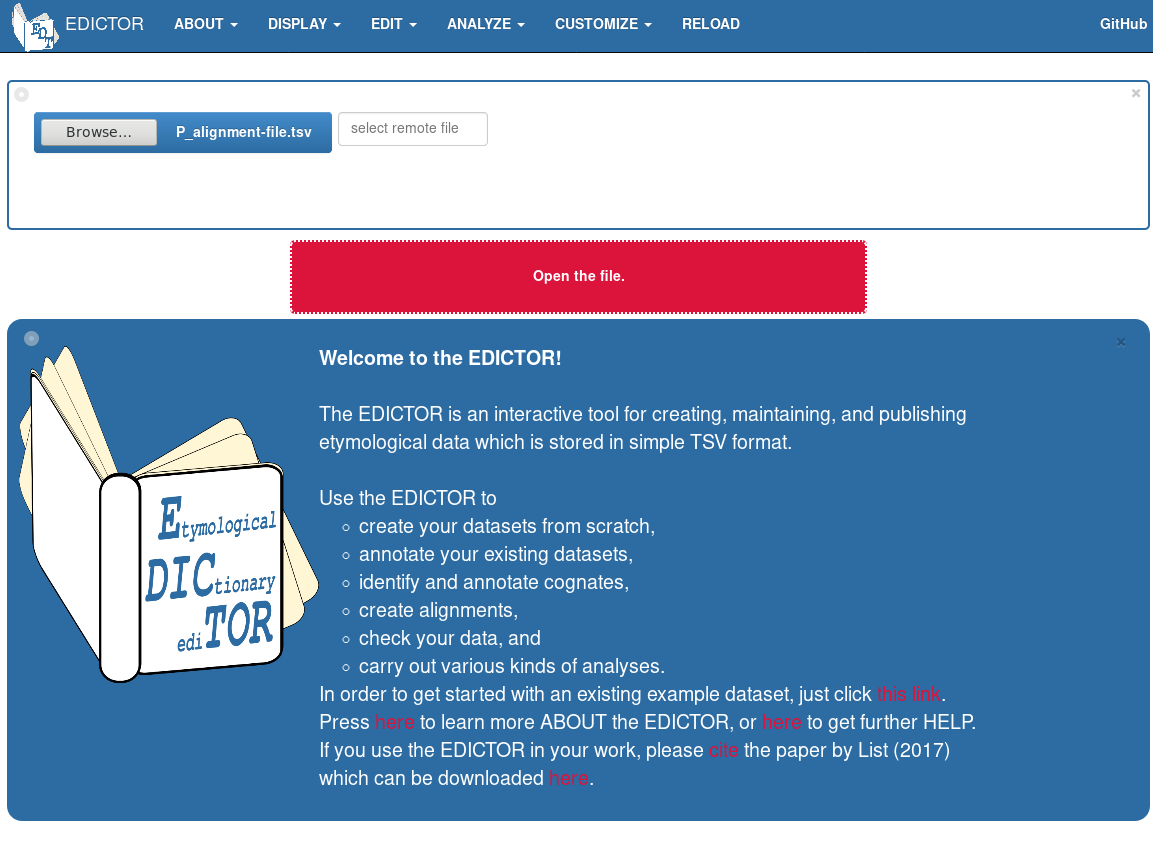 EDICTOR ABOUT DISPLAY EDIT ANALYZE CUSTOMIZE RELOAD GitHub
Browse... P_alignment-file.tsv select remote file
Open the file.
Welcome to the EDICTOR!
The EDICTOR is an interactive tool for creating, maintaining, and publishing
etymological data which is stored in simple TSV format.
Use the EDICTOR to
create your datasets from scratch,
annotate your existing datasets,
identify and annotate cognates,
create alignments,
check your data, and
carry out various kinds of analyses.
In order to get started with an existing example dataset, just click this link.
Press here to learn more ABOUT the EDICTOR, or here to get further HELP.
If you use the EDICTOR in your work, please cite the paper by List (2017)
which can be downloaded here.
Etymological
DICtionary
ediTOR